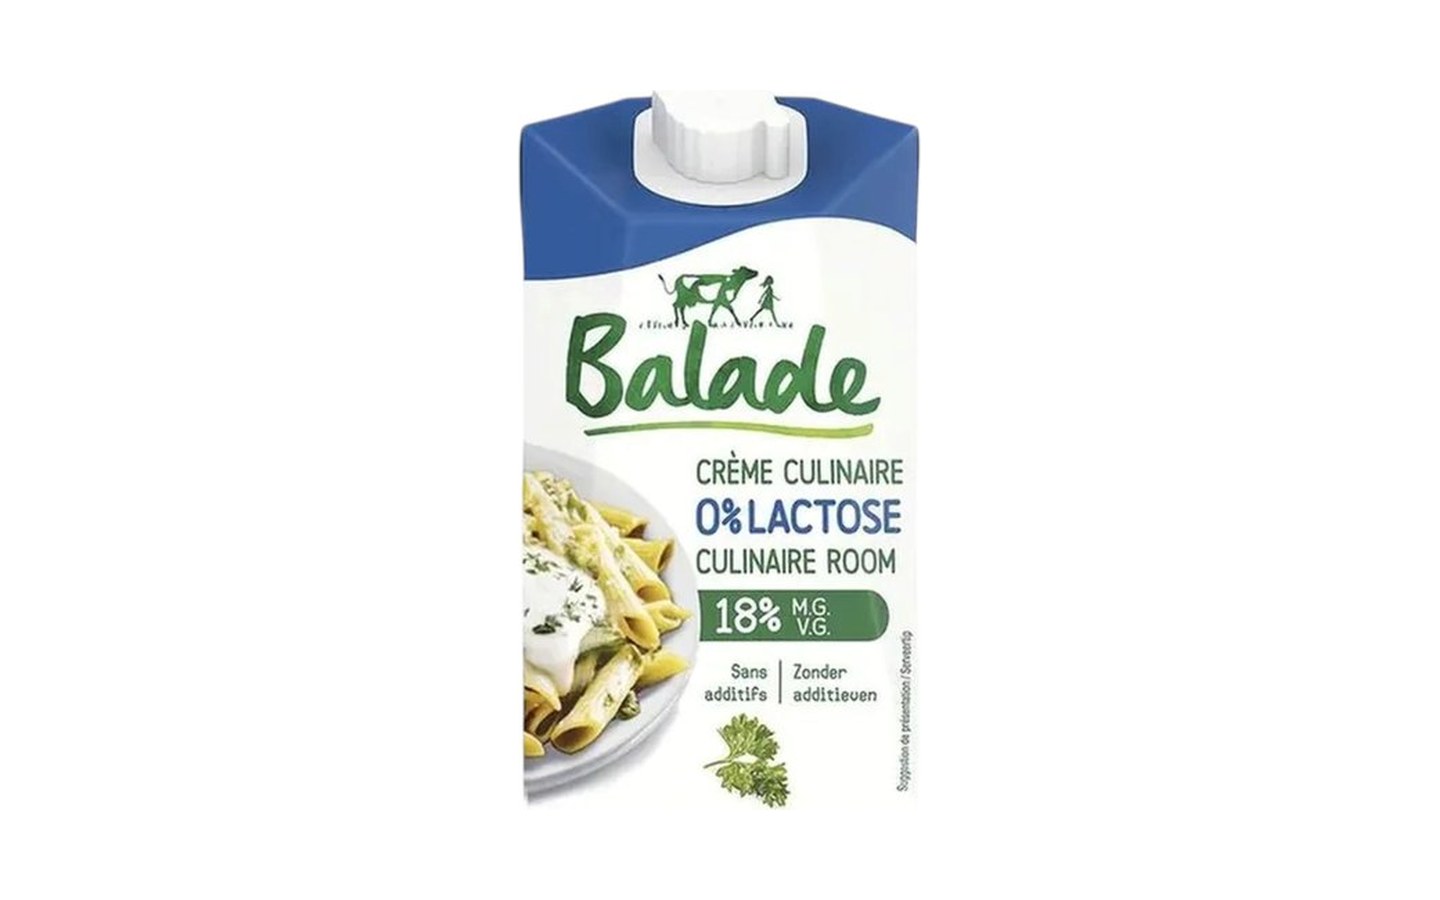 Balade
CRÈME CULINAIRE
0% LACTOSE
CULINAIRE ROOM
18% M.G.
V.G.
Sans additifs
Zonder additieven
Suggestion de présentation / Serveertip